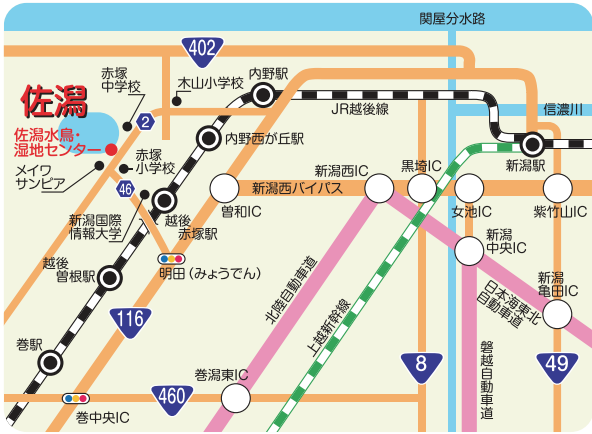 関屋分水路
402
赤塚
中学校
木山小学校
内野駅
佐潟
JR越後線
信濃川
2
内野西が丘駅
佐潟水鳥・
湿地センター
新潟駅
メイワ
サンピア
赤塚
小学校
46
新潟西IC
黒埼IC
新潟西バイパス
曽和IC
女池IC
紫竹山IC
新潟国際
情報大学
越後
赤塚駅
新潟
中央IC
越後
曽根駅
明田（みょうでん）
北陸自動車道
新潟
亀田IC
日本海東北
自動車道
116
上越新幹線
巻駅
8
49
磐越自動車道
巻潟東IC
460
巻中央IC